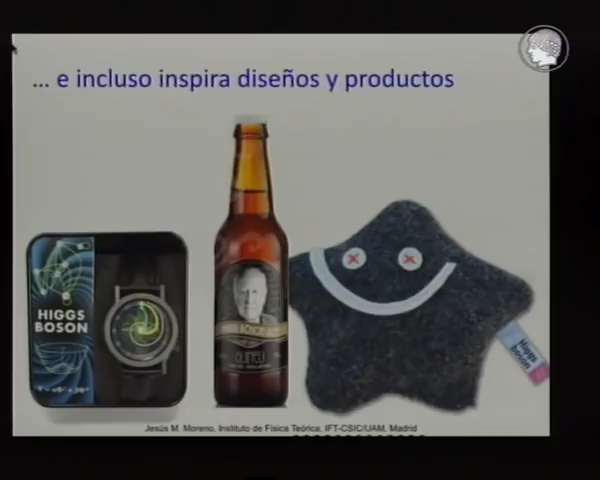 ... e incluso inspira diseños y productos
HIGGS
BOSON
Higgs
boson
Jesús M. Moreno, Instituto de Física Teórica, IFT-CSIC/UAM, Madrid